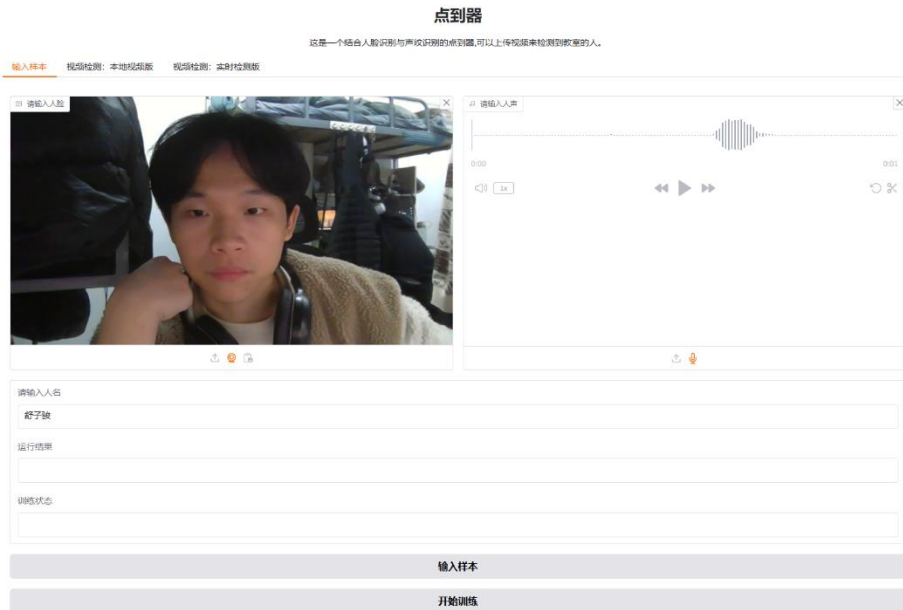 点到器
这是一个结合人脸识别与声纹识别的点到器,可以上传视频来检测到教室的人。
输入样本 视频检测：本地视频版 视频检测：实时检测版
请输入人脸
请输入人声
0:00 0:01
1x
请输入人名
舒子骏
运行结果
训练状态
输入样本
开始训练